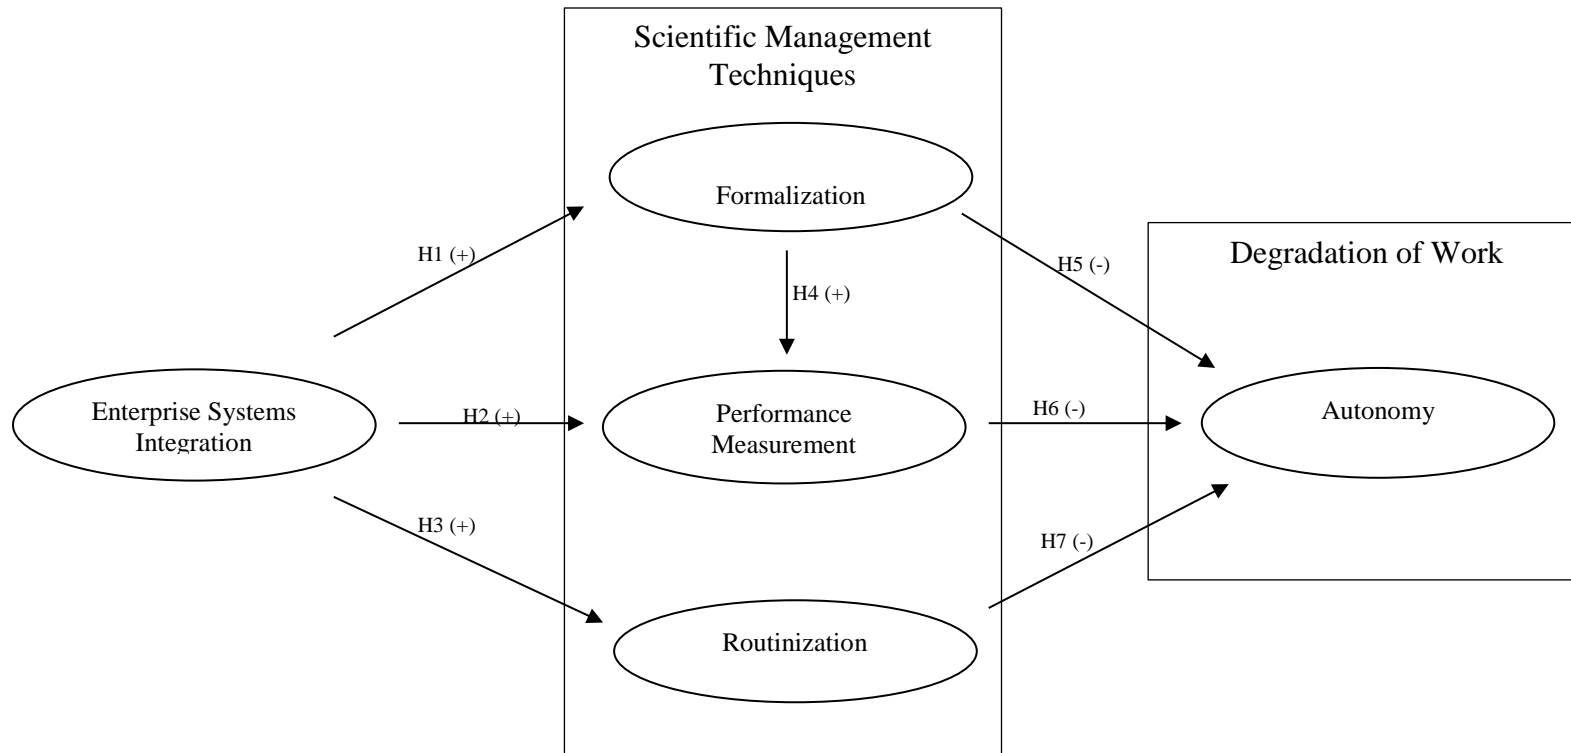 Scientific Management
Techniques
Formalization
H1 (+)
H5 (-)
Degradation of Work
H4 (+)
Enterprise Systems
Integration
H2 (+)
Performance
Measurement
H6 (-)
Autonomy
H3 (+)
H7 (-)
Routinization